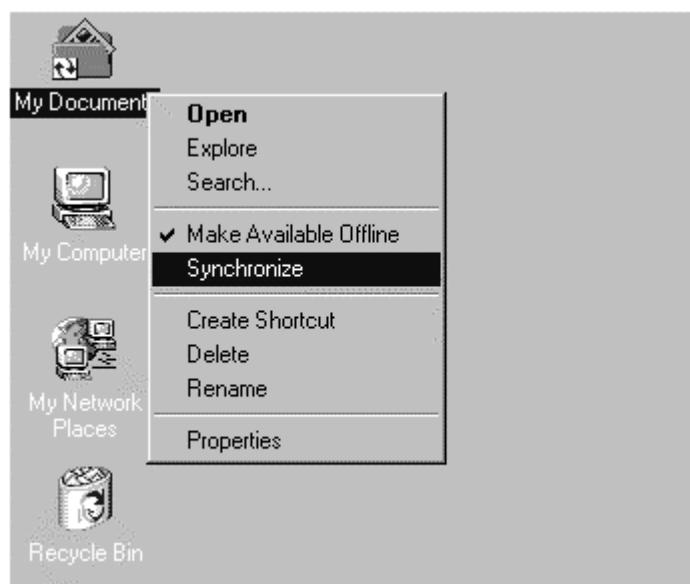 My Document
Open
Explore
Search...
Make Available Offline
Synchronize
Create Shortcut
Delete
Rename
Properties
My Computer
My Network
Places
Recycle Bin